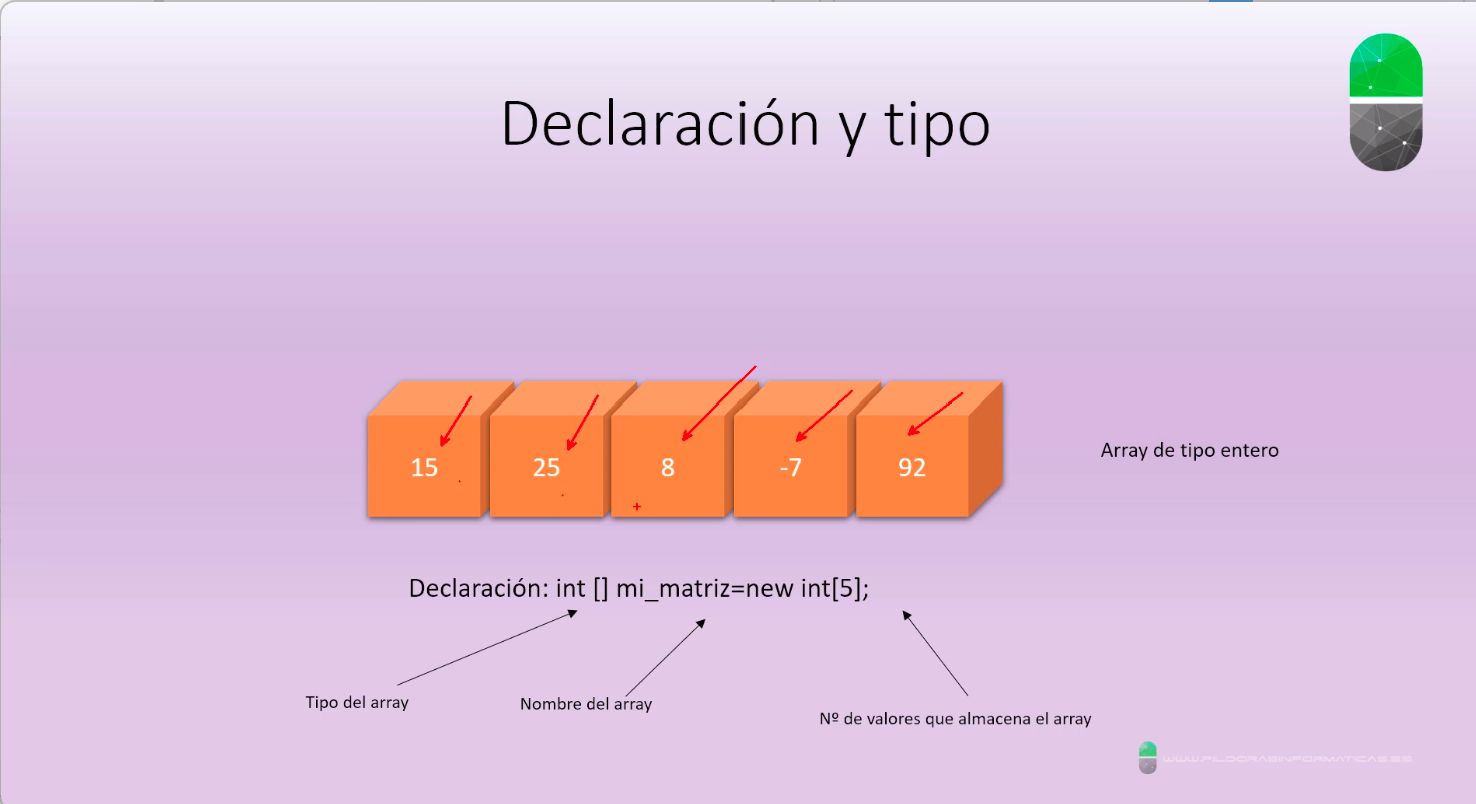 Declaración y tipo
15 25 8 -7 92
Array de tipo entero
Declaración: int [] mi_matriz=new int[5];
Tipo del array
Nombre del array
Nº de valores que almacena el array
WWW.PILDORASINFORMATICAS.ES